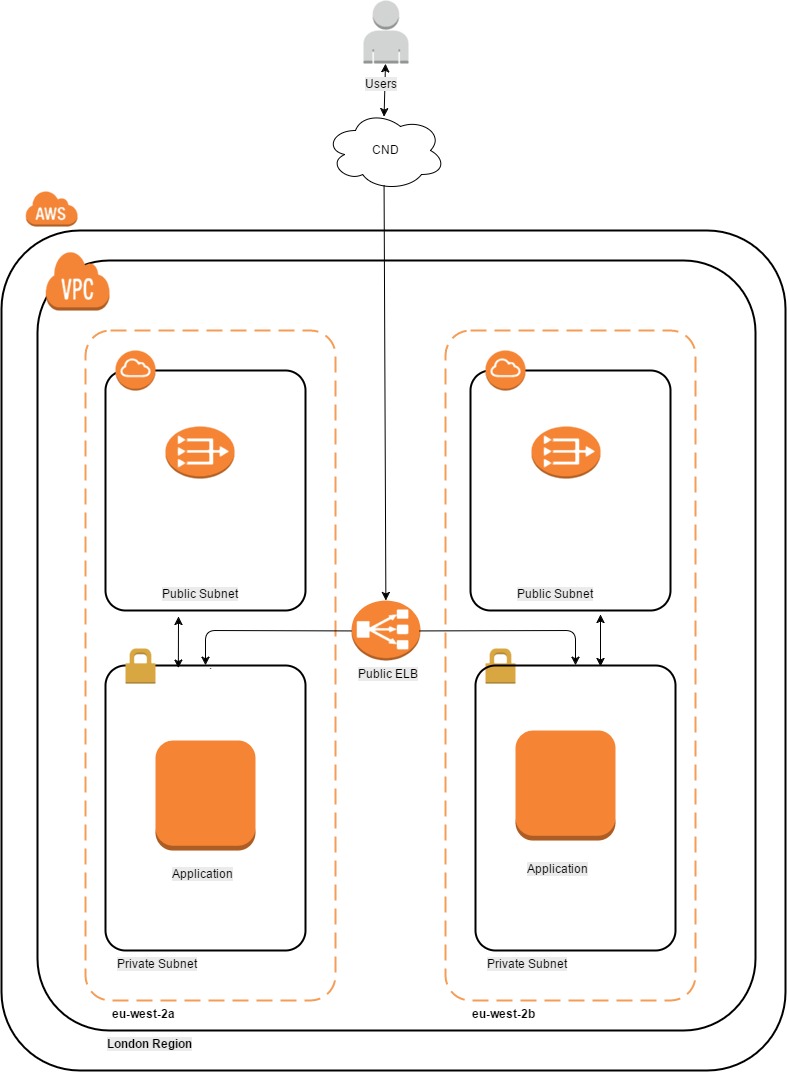 Users
CND
AWS
VPC
Public Subnet
Public Subnet
Public ELB
Application
Application
Private Subnet
Private Subnet
eu-west-2a
eu-west-2b
London Region